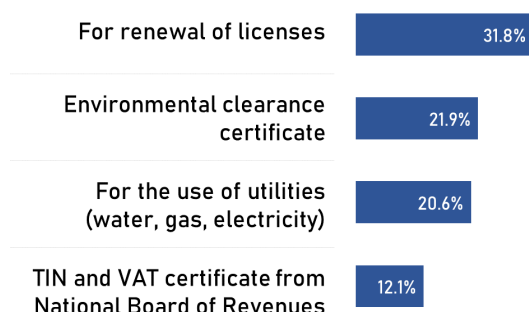 For renewal of licenses
31.8%
Environmental clearance
certificate
21.9%
For the use of utilities
(water, gas, electricity)
20.6%
TIN and VAT certificate from
National Board of Revenues
12.1%